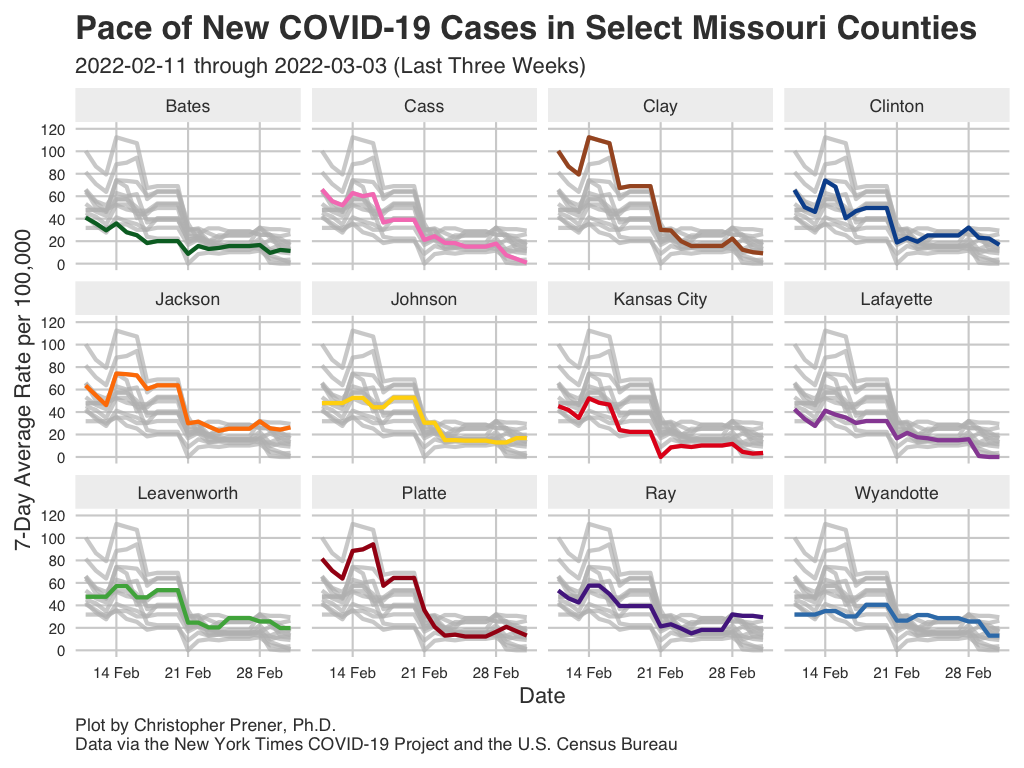 Pace of New COVID-19 Cases in Select Missouri Counties
2022-02-11 through 2022-03-03 (Last Three Weeks)
Bates Cass Clay Clinton
120
100
80
60
40
20
0
Jackson Johnson Kansas City Lafayette
120
100
80
60
40
20
0
Leavenworth Platte Ray Wyandotte
120
100
80
60
40
20
0
7-Day Average Rate per 100,000
14 Feb 21 Feb 28 Feb 14 Feb 21 Feb 28 Feb 14 Feb 21 Feb 28 Feb 14 Feb 21 Feb 28 Feb
Date
Plot by Christopher Prener, Ph.D.
Data via the New York Times COVID-19 Project and the U.S. Census Bureau